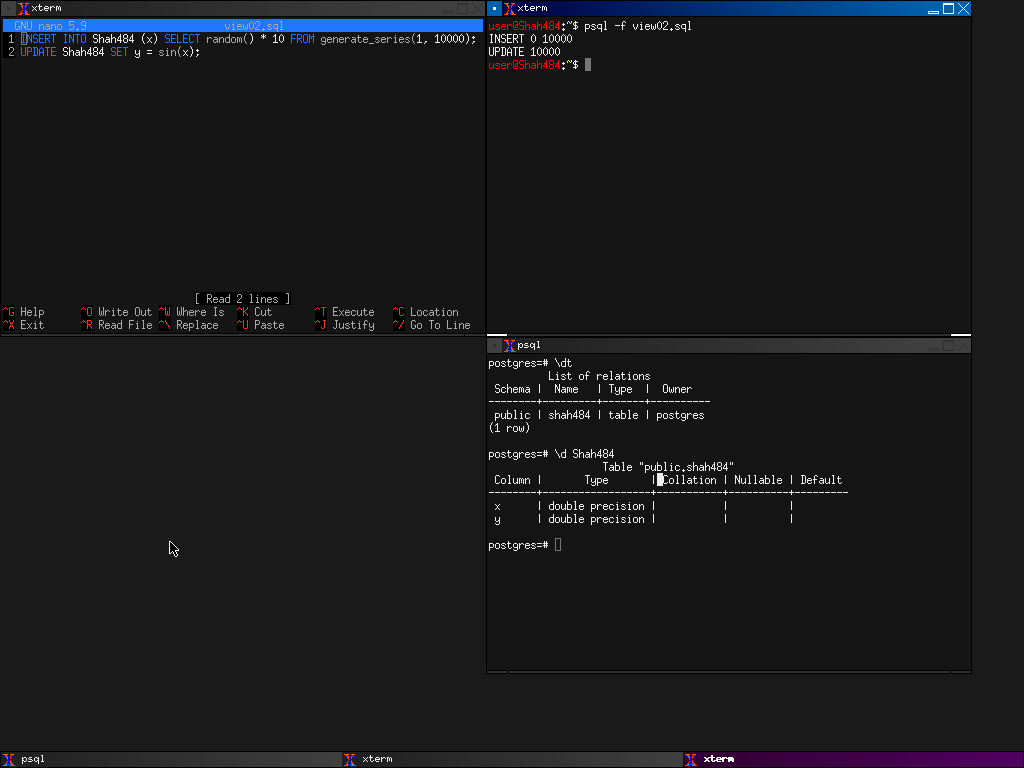 xterm
GNU nano 5.9 view02.sql
1 INSERT INTO Shah484 (x) SELECT random() * 10 FROM generate_series(1, 10000);
2 UPDATE Shah484 SET y = sin(x);
[ Read 2 lines ]
^G Help ^O Write Out ^W Where Is ^K Cut ^T Execute ^C Location
^X Exit ^R Read File ^\ Replace ^U Paste ^J Justify ^/ Go To Line
xterm
user@Shah484:~$ psql -f view02.sql
INSERT 0 10000
UPDATE 10000
user@Shah484:~$
psql
postgres=# \dt
List of relations
Schema | Name | Type | Owner
--------+---------+-------+----------
public | shah484 | table | postgres
(1 row)
postgres=# \d Shah484
Table "public.shah484"
Column | Type | Collation | Nullable | Default
--------+------------------+-----------+----------+---------
x | double precision | | |
y | double precision | | |
postgres=#
psql xterm xterm